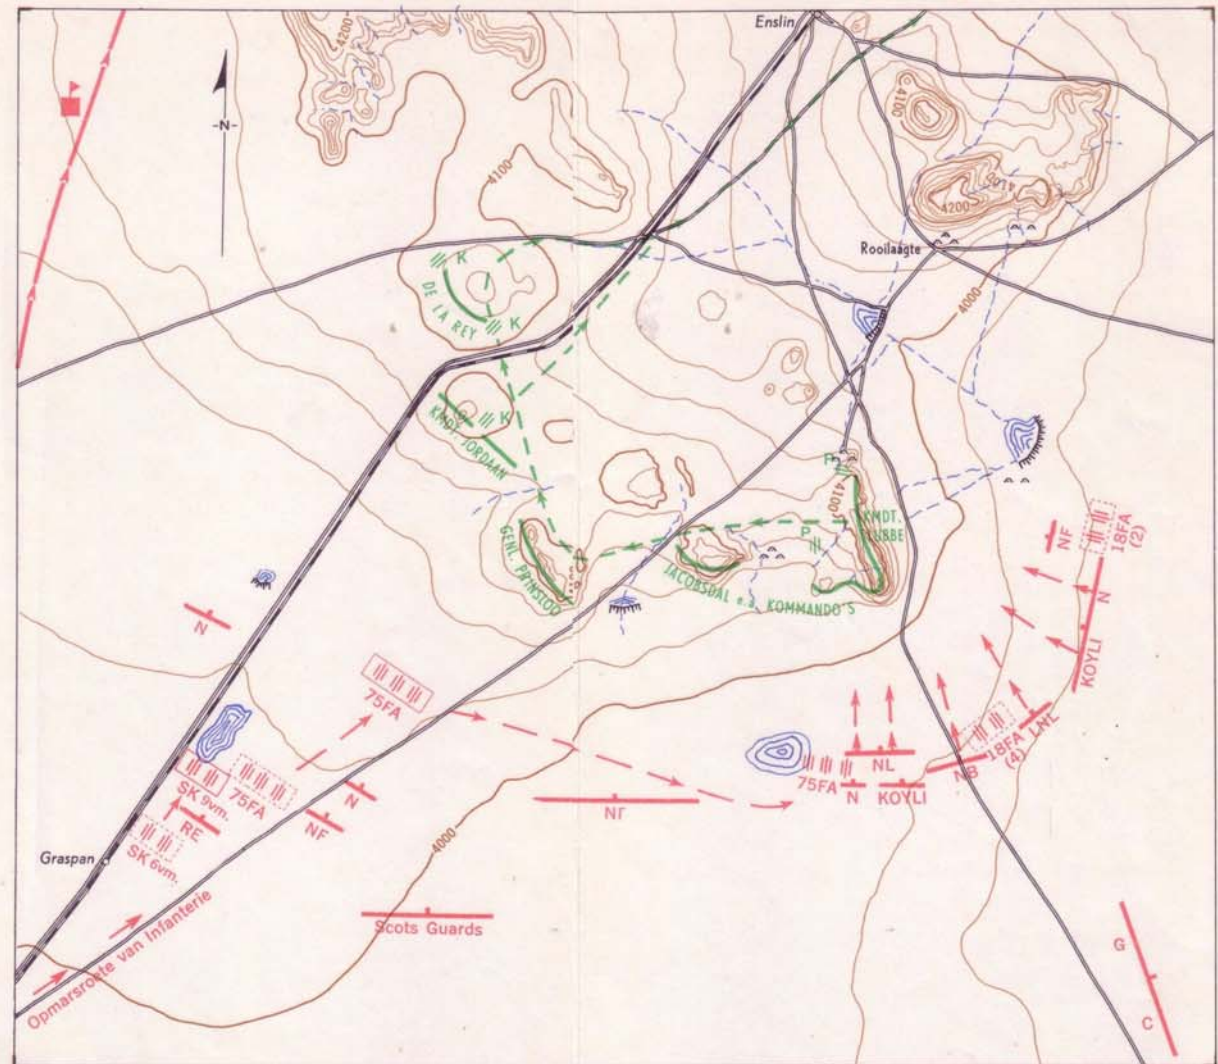 Enslin
4200
-N-
4100
4100
4200
4100
Rooilaagte
K
DE LA REY
K
4000
K
KMDT. JORDAAN
P
4100
GENL. PRINSLOO
P
KMDT. LUBBE
JACOBSDAL e.a. KOMMANDO'S
NF
18FA
(2)
N
N
KOYLI
75FA
18FA
(4)
LNL
NL
NB
75FA
N
KOYLI
SK 9vm.
75FA
N
RE
NF
SK 6vm.
4000
Graspan
Scots Guards
Opmarsroete van Infanterie
G
C